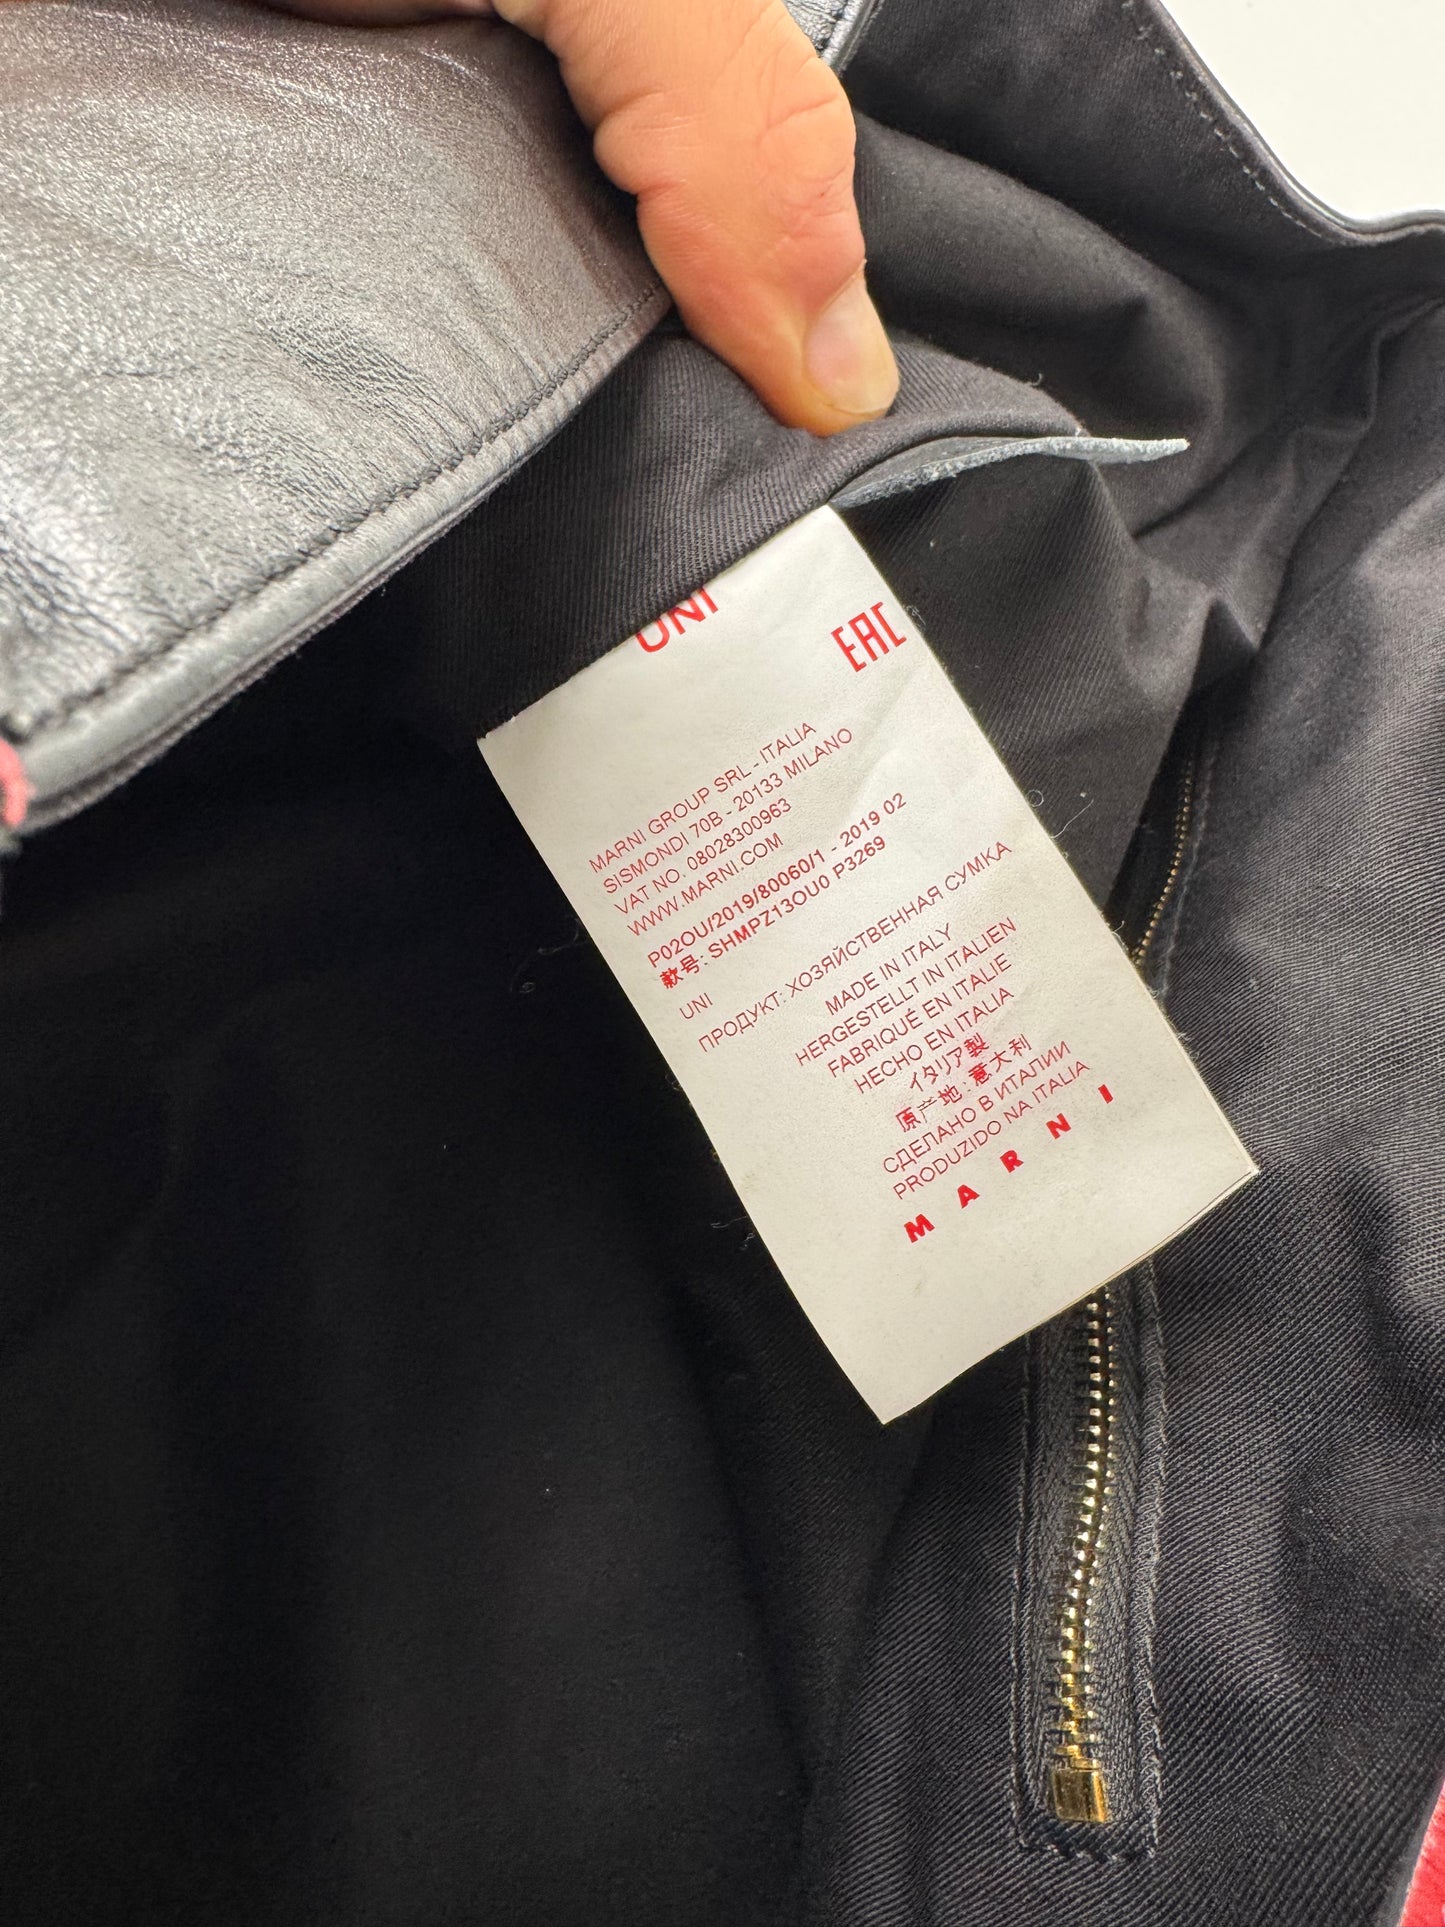 UNI
EAC
MARNI GROUP SRL - ITALIA
SISMONDI 70B - 20133 MILANO
VAT NO. 08028300963
WWW.MARNI.COM
P02OU/2019/80060/1 - 2019 02
款号: SHMPZ13OU0 P3269
UNI
ПРОДУКТ: ХОЗЯЙСТВЕННАЯ СУМКА
MADE IN ITALY
HERGESTELLT IN ITALIEN
FABRIQUÉ EN ITALIE
HECHO EN ITALIA
イタリア製
原产地: 意大利
СДЕЛАНО В ИТАЛИИ
PRODUZIDO NA ITALIA
MARNI